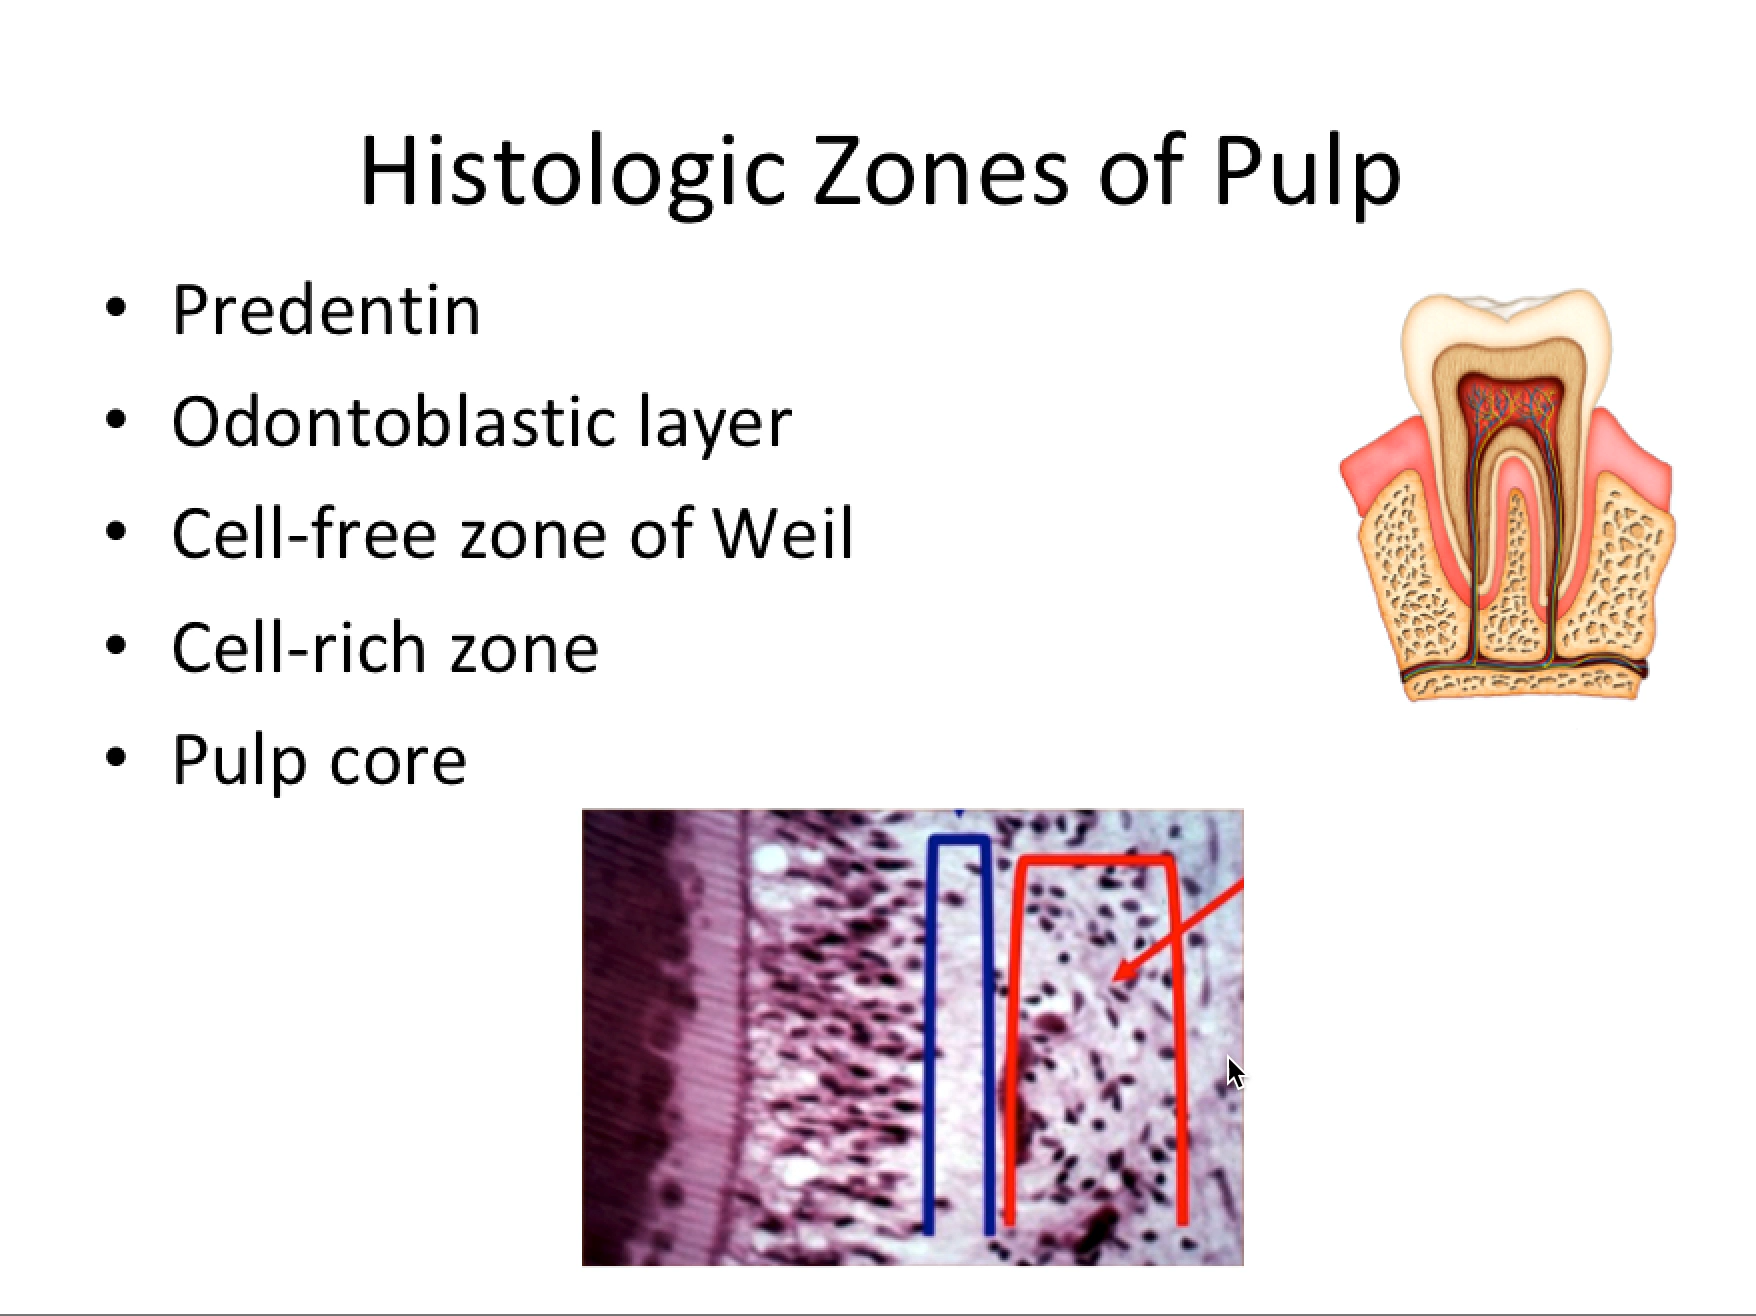 Histologic Zones of Pulp
• Predentin
• Odontoblastic layer
• Cell-free zone of Weil
• Cell-rich zone
• Pulp core